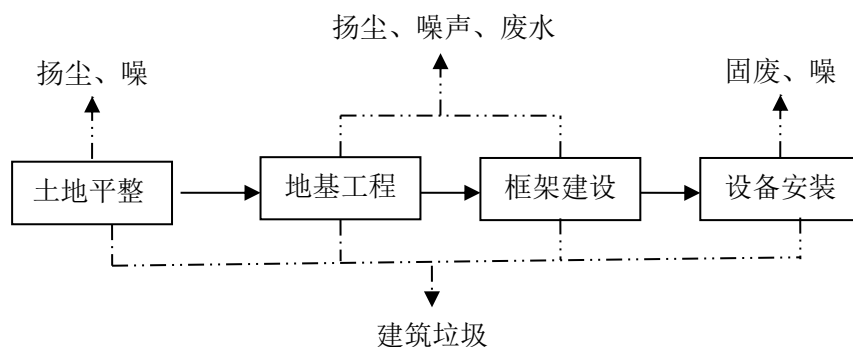 扬尘、噪声、废水
扬尘、噪
固废、噪
土地平整
地基工程
框架建设
设备安装
建筑垃圾